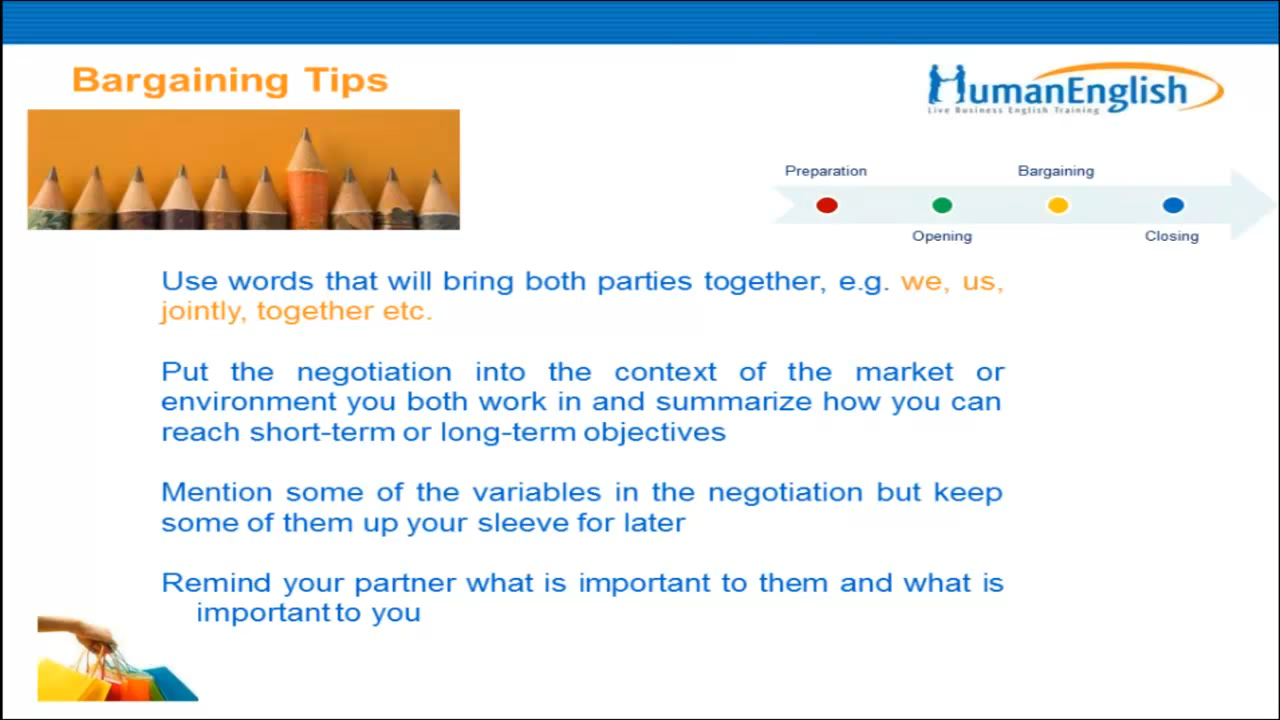 Bargaining Tips
HumanEnglish
Live Business English Training
Preparation
Bargaining
Opening
Closing
Use words that will bring both parties together, e.g. we, us,
jointly, together etc.
Put the negotiation into the context of the market or
environment you both work in and summarize how you can
reach short-term or long-term objectives
Mention some of the variables in the negotiation but keep
some of them up your sleeve for later
Remind your partner what is important to them and what is
important to you